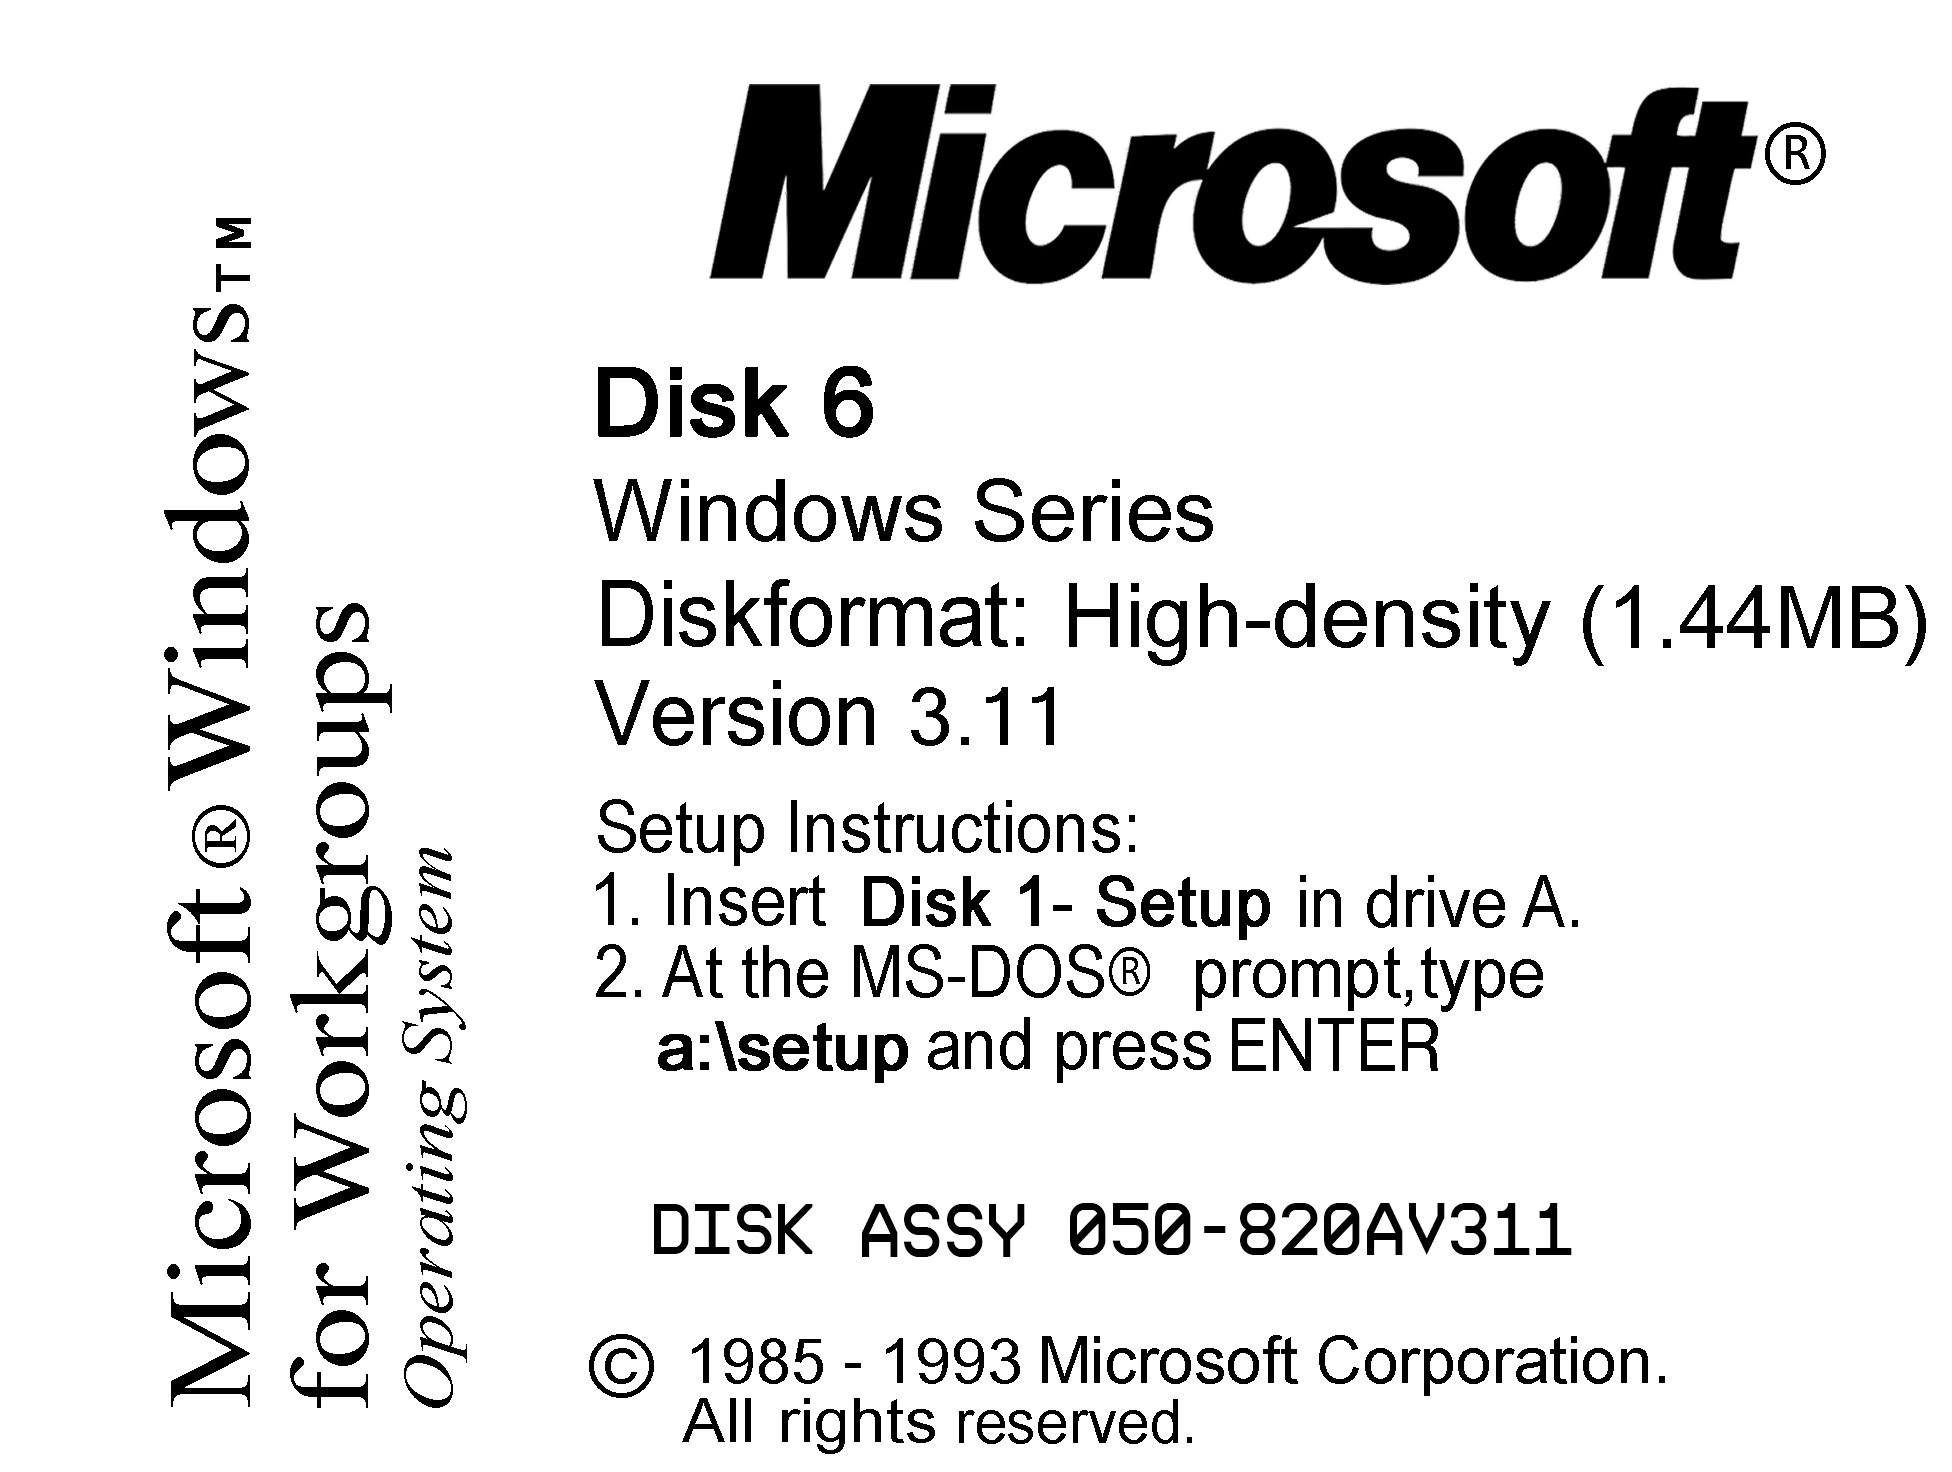 Microsoft® Windows™
for Workgroups
Operating System
Microsoft®
Disk 6
Windows Series
Diskformat: High-density (1.44MB)
Version 3.11
Setup Instructions:
1. Insert Disk 1- Setup in drive A.
2. At the MS-DOS® prompt,type
a:\setup and press ENTER
DISK ASSY 050-820AV311
© 1985 - 1993 Microsoft Corporation.
All rights reserved.